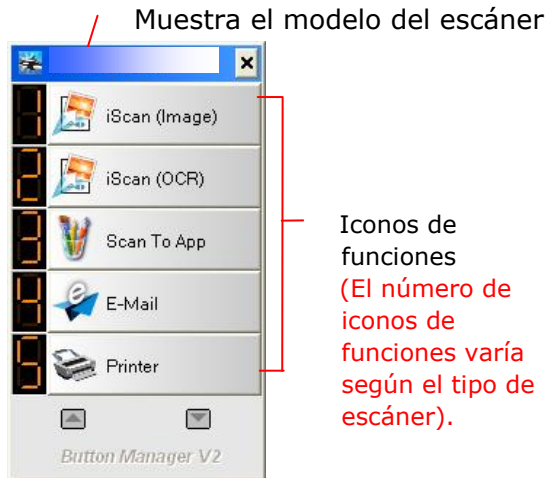 Muestra el modelo del escáner
1 iScan (Image)
2 iScan (OCR)
3 Scan To App
4 E-Mail
5 Printer
Button Manager V2
Iconos de
funciones
(El número de
iconos de
funciones varía
según el tipo de
escáner).